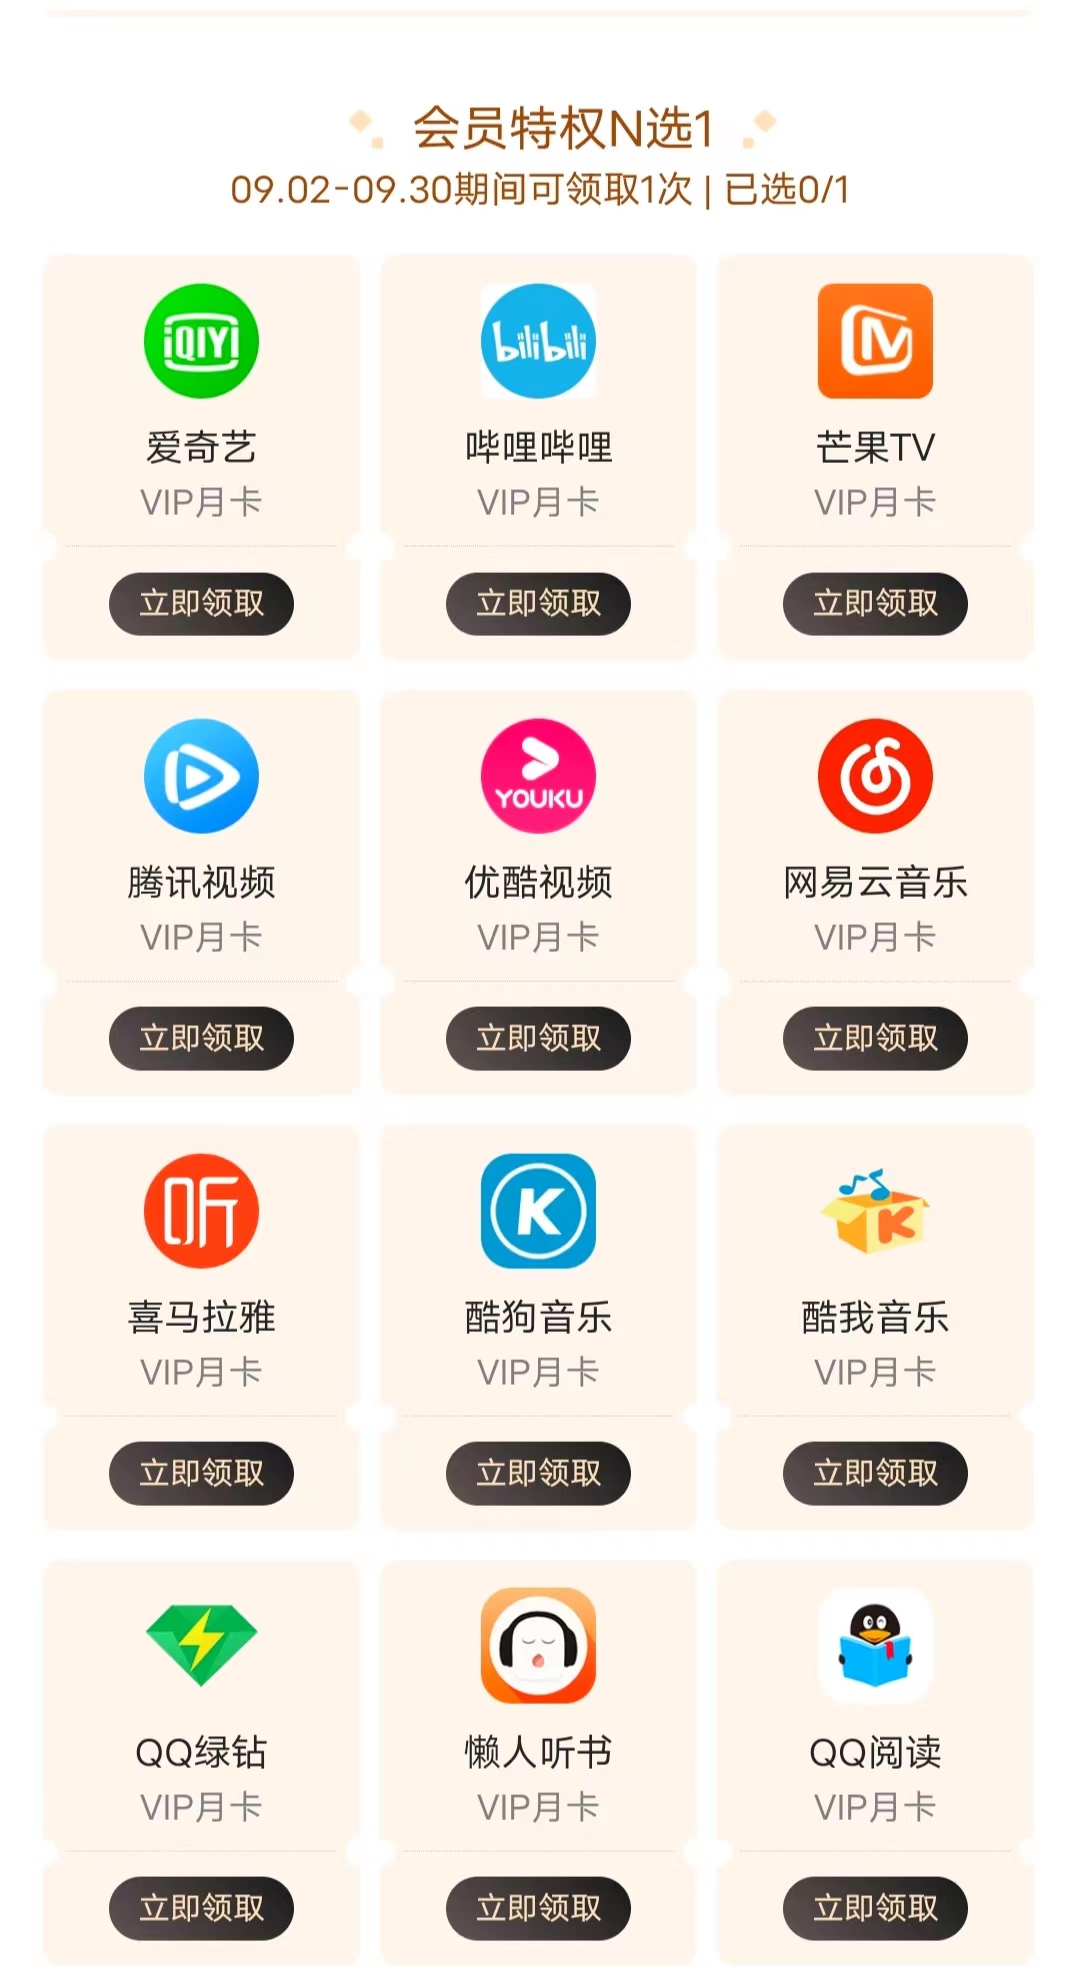 会员特权N选1
09.02-09.30期间可领取1次 | 已选0/1
iQIYI
bilibili
爱奇艺
哔哩哔哩
芒果TV
VIP月卡
VIP月卡
VIP月卡
立即领取
立即领取
立即领取
YOUKU
腾讯视频
优酷视频
网易云音乐
VIP月卡
VIP月卡
VIP月卡
立即领取
立即领取
立即领取
听
K
K
喜马拉雅
酷狗音乐
酷我音乐
VIP月卡
VIP月卡
VIP月卡
立即领取
立即领取
立即领取
QQ绿钻
懒人听书
QQ阅读
VIP月卡
VIP月卡
VIP月卡
立即领取
立即领取
立即领取